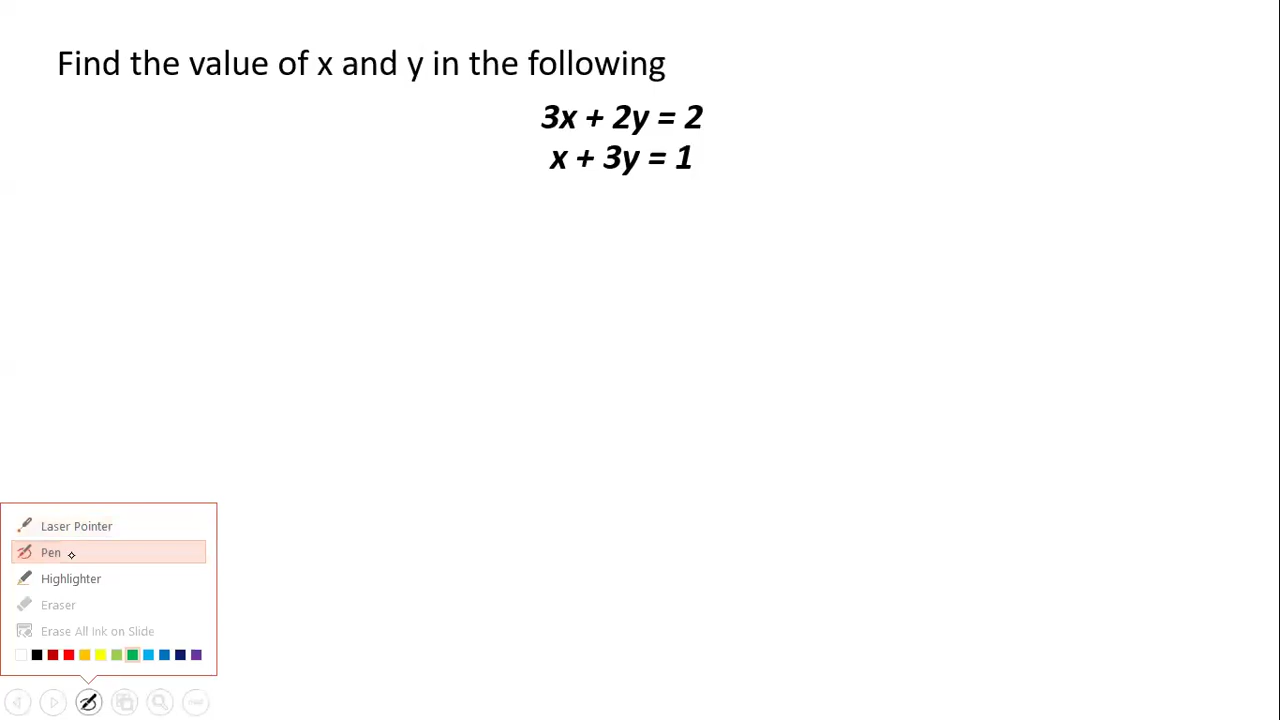 Find the value of x and y in the following
3x + 2y = 2
x + 3y = 1
Laser Pointer
Pen
Highlighter
Eraser
Erase All Ink on Slide